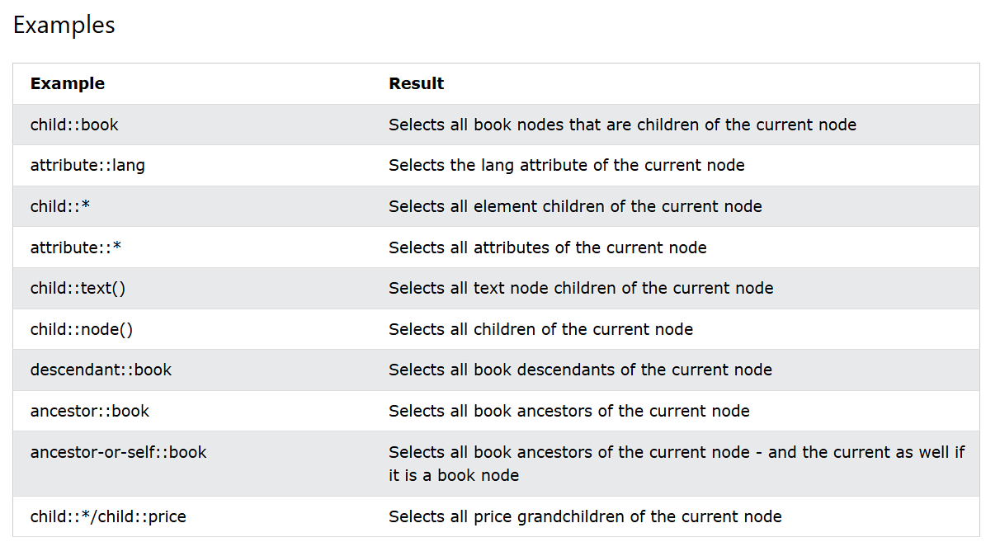 Examples
Example Result
child::book Selects all book nodes that are children of the current node
attribute::lang Selects the lang attribute of the current node
child::* Selects all element children of the current node
attribute::* Selects all attributes of the current node
child::text() Selects all text node children of the current node
child::node() Selects all children of the current node
descendant::book Selects all book descendants of the current node
ancestor::book Selects all book ancestors of the current node
ancestor-or-self::book Selects all book ancestors of the current node - and the current as well if
it is a book node
child::*/child::price Selects all price grandchildren of the current node